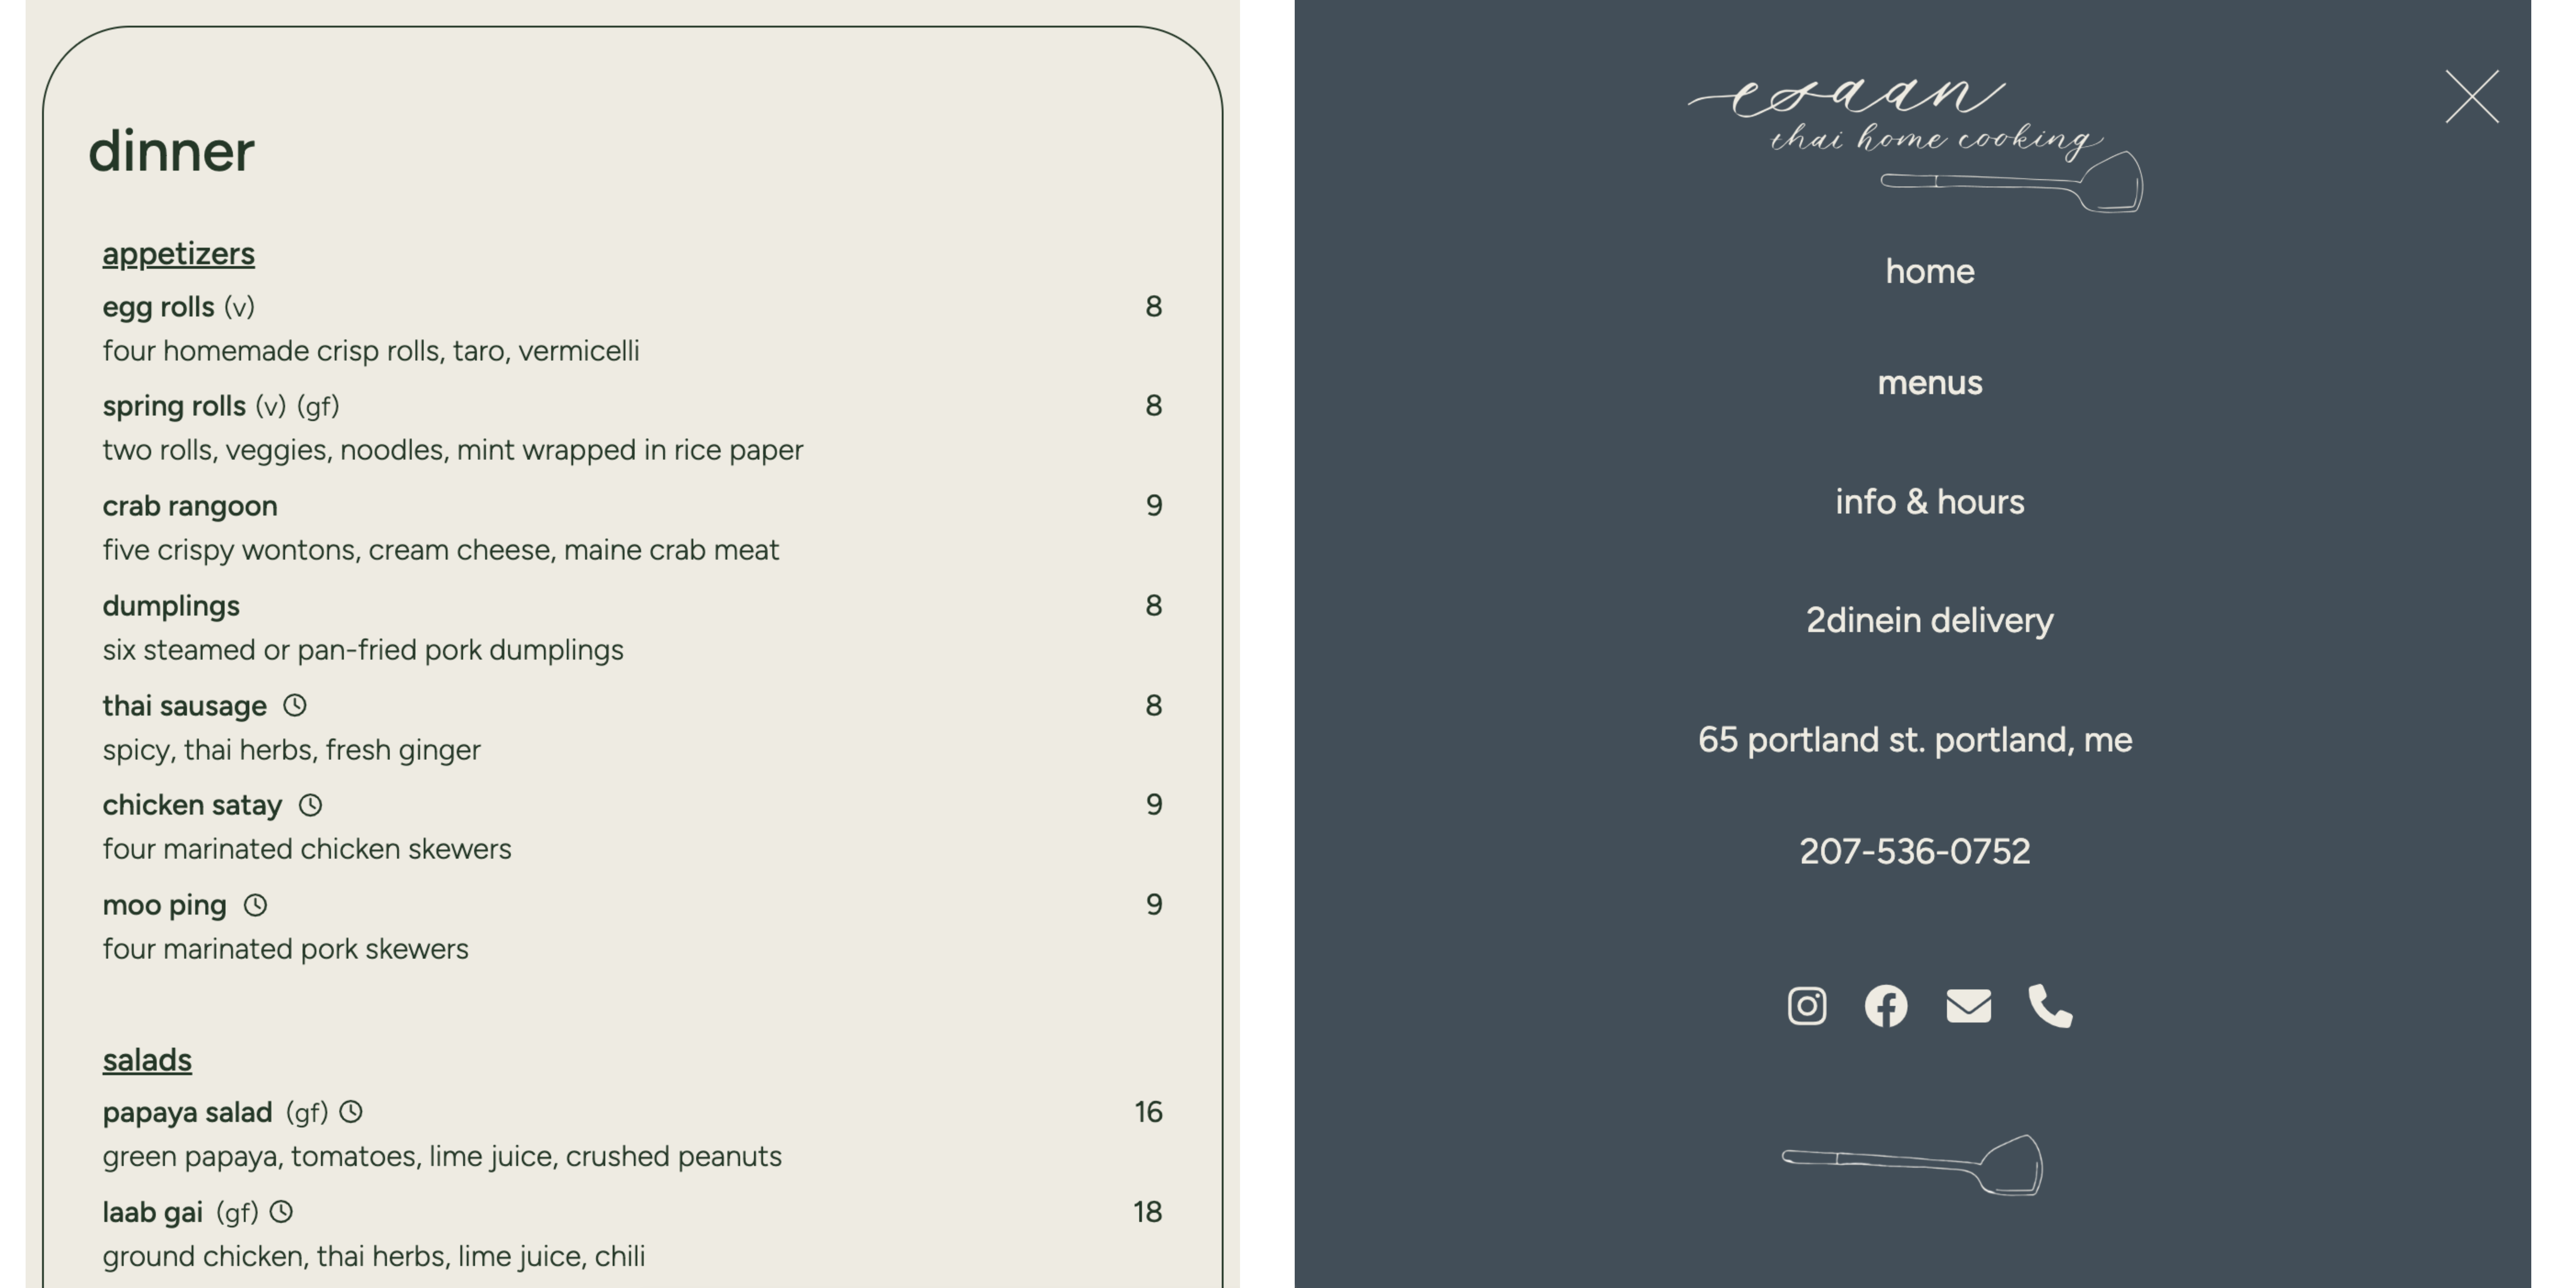 dinner
appetizers
egg rolls (v) 8
four homemade crisp rolls, taro, vermicelli
spring rolls (v) (gf) 8
two rolls, veggies, noodles, mint wrapped in rice paper
crab rangoon 9
five crispy wontons, cream cheese, maine crab meat
dumplings 8
six steamed or pan-fried pork dumplings
thai sausage 8
spicy, thai herbs, fresh ginger
chicken satay 9
four marinated chicken skewers
moo ping 9
four marinated pork skewers
salads
papaya salad (gf) 16
green papaya, tomatoes, lime juice, crushed peanuts
laab gai (gf) 18
ground chicken, thai herbs, lime juice, chili
esaan
thai home cooking
home
menus
info & hours
2dinein delivery
65 portland st. portland, me
207-536-0752